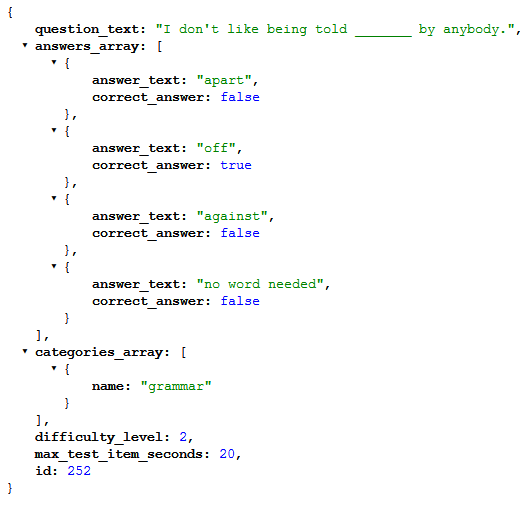 {
question_text: "I don't like being told _______ by anybody.",
▼ answers_array: [
▼ {
answer_text: "apart",
correct_answer: false
},
▼ {
answer_text: "off",
correct_answer: true
},
▼ {
answer_text: "against",
correct_answer: false
},
▼ {
answer_text: "no word needed",
correct_answer: false
}
],
▼ categories_array: [
▼ {
name: "grammar"
}
],
difficulty_level: 2,
max_test_item_seconds: 20,
id: 252
}